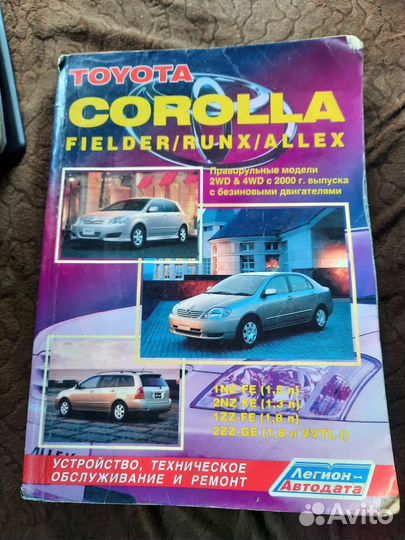 TOYOTA
COROLLA
FIELDER/RUNX/ALLEX
Праворульные модели
2WD & 4WD с 2000 г. выпуска
с бензиновыми двигателями
1NZ-FE (1,5 л)
2NZ-FE (1,3 л)
1ZZ-FE (1,8 л)
2ZZ-GE (1,8 л VVTL-i)
ALLEX
УСТРОЙСТВО, ТЕХНИЧЕСКОЕ
ОБСЛУЖИВАНИЕ И РЕМОНТ
Легион
Автодата
Avito